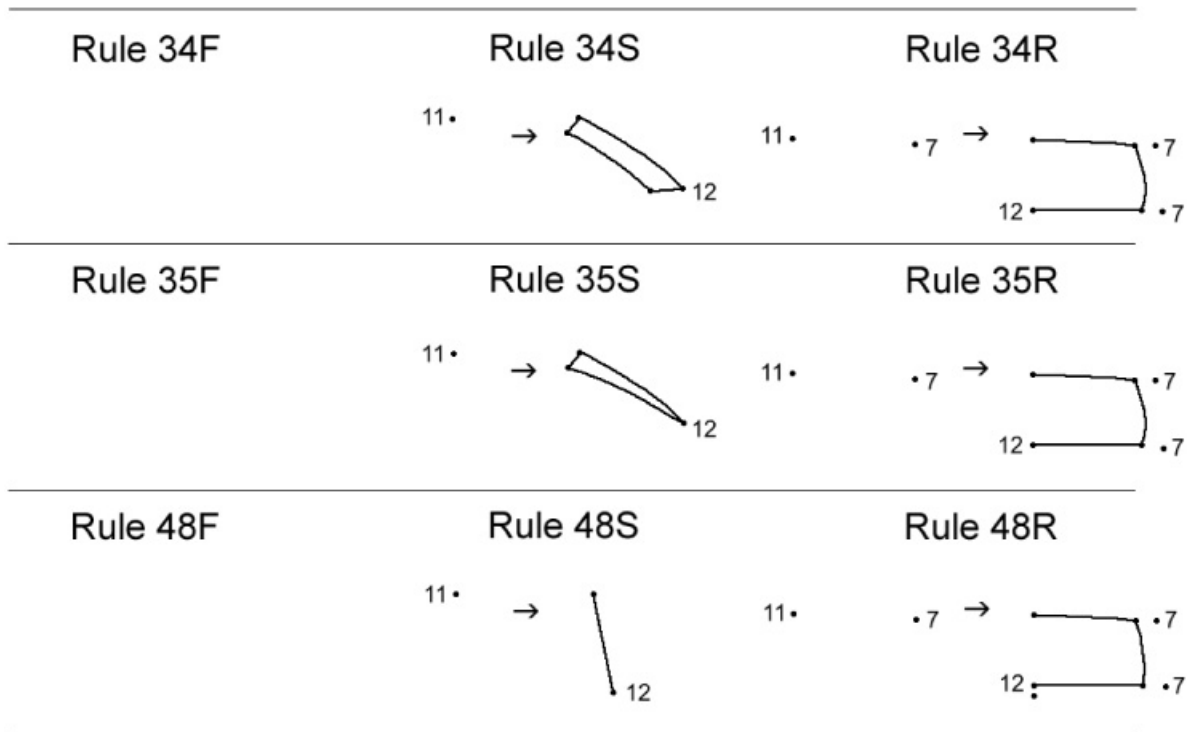 Rule 34F Rule 34S Rule 34R
11 → 12 11 7 → 7
12 7
Rule 35F Rule 35S Rule 35R
11 → 12 11 7 → 7
12 7
Rule 48F Rule 48S Rule 48R
11 → 12 11 7 → 7
12 7